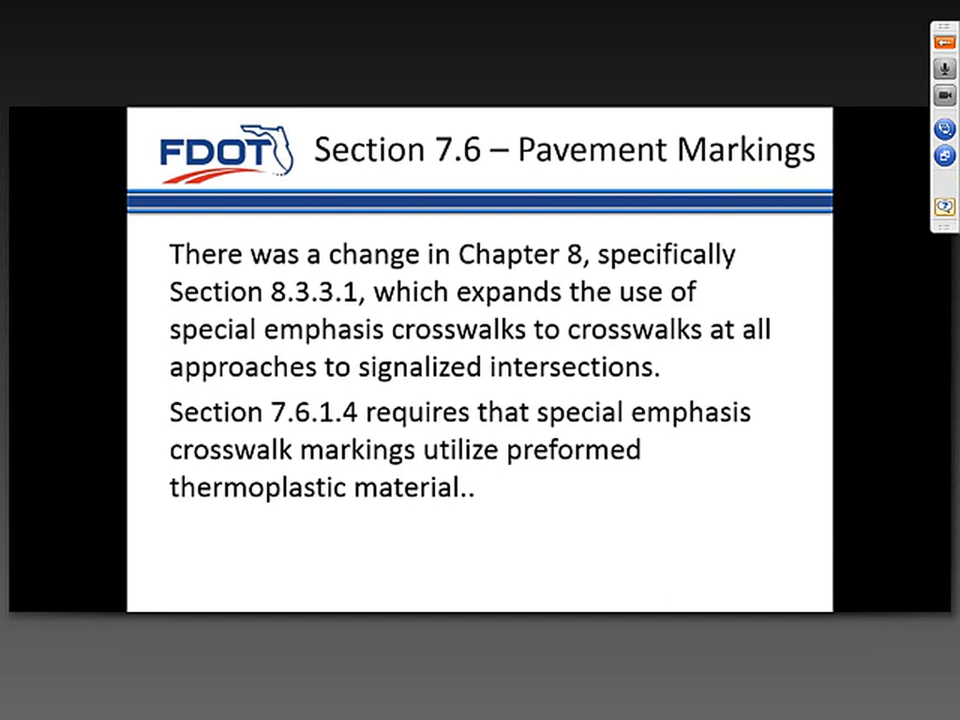 FDOT Section 7.6 – Pavement Markings
There was a change in Chapter 8, specifically
Section 8.3.3.1, which expands the use of
special emphasis crosswalks to crosswalks at all
approaches to signalized intersections.
Section 7.6.1.4 requires that special emphasis
crosswalk markings utilize preformed
thermoplastic material..